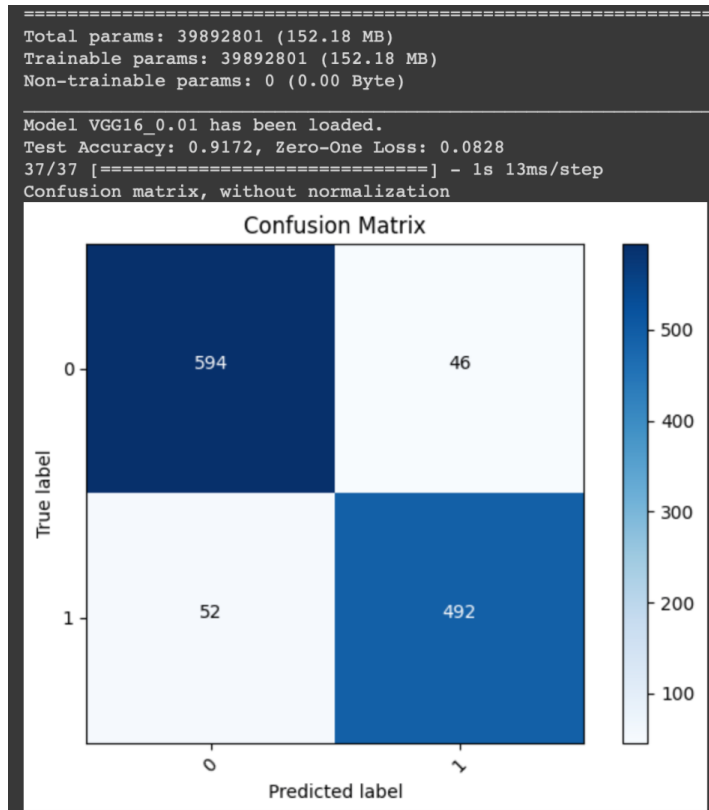 ================================================================
Total params: 39892801 (152.18 MB)
Trainable params: 39892801 (152.18 MB)
Non-trainable params: 0 (0.00 Byte)
________________________________________________________________
Model VGG16_0.01 has been loaded.
Test Accuracy: 0.9172, Zero-One Loss: 0.0828
37/37 [==============================] - 1s 13ms/step
Confusion matrix, without normalization
Confusion Matrix
500
0
594
46
400
300
True label
200
1
52
492
100
0
1
Predicted label